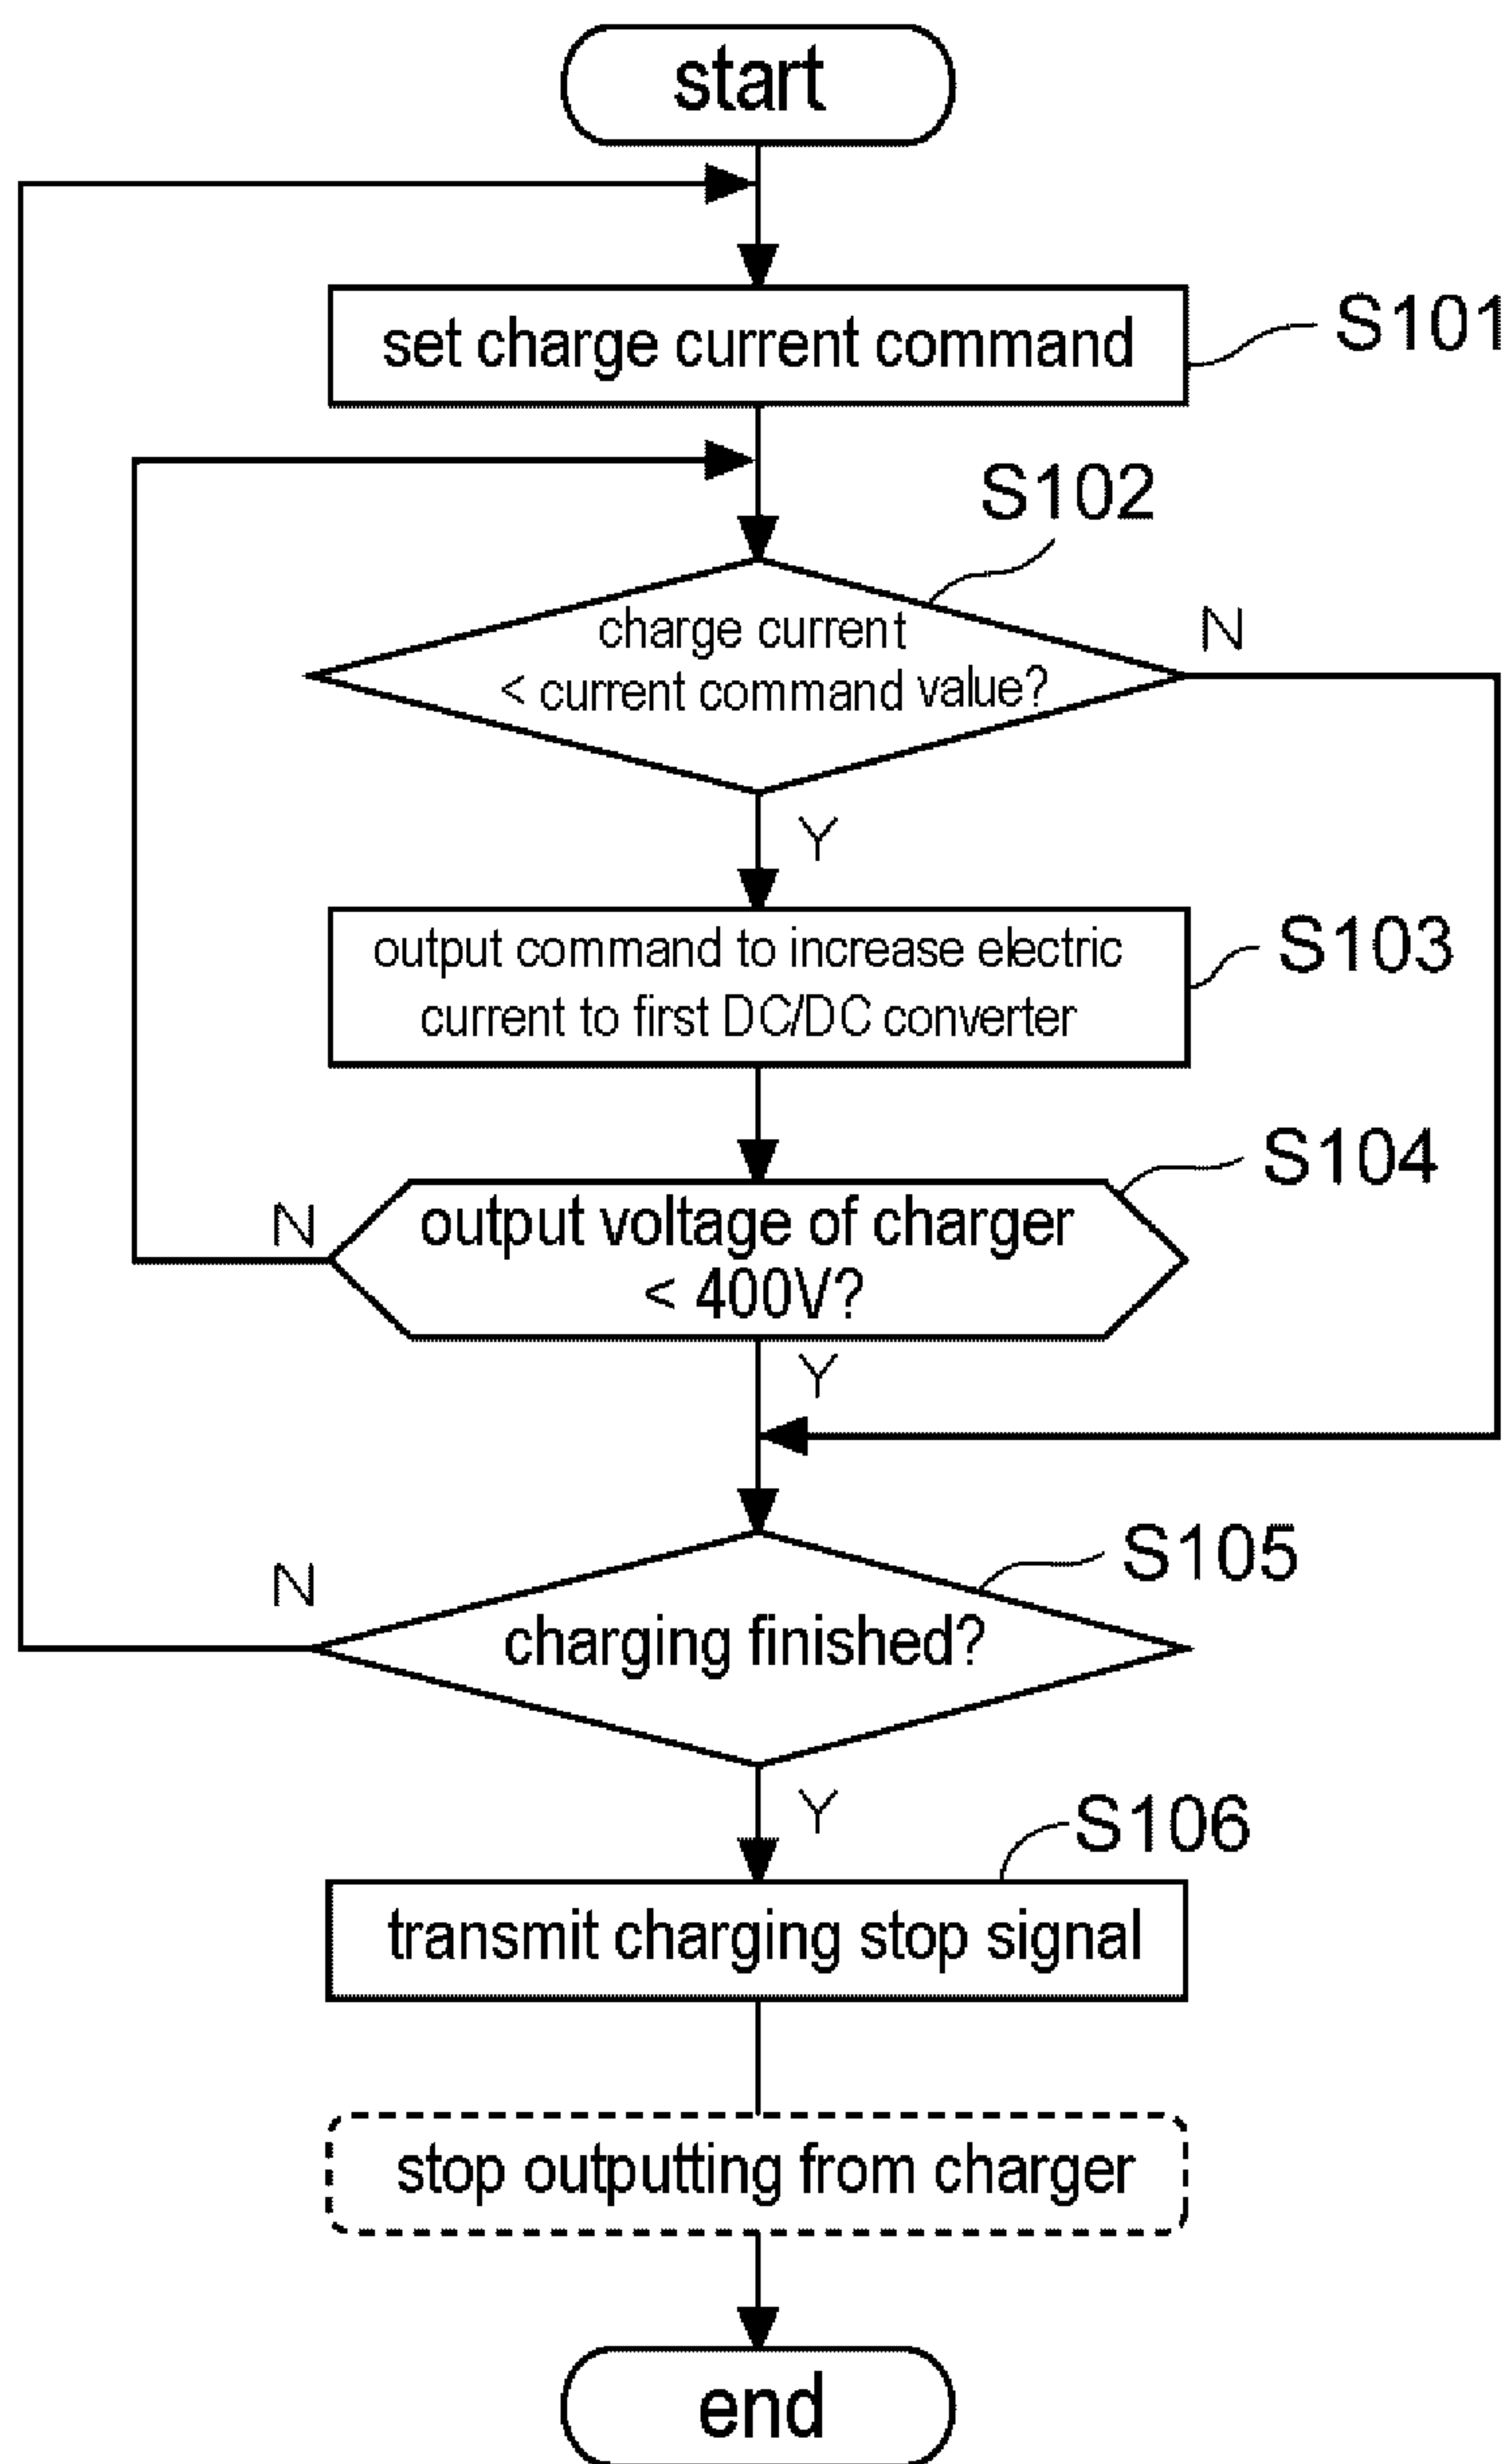 start
set charge current command
S101
S102
charge current
< current command value?
N
Y
output command to increase electric
current to first DC/DC converter
S103
S104
output voltage of charger
< 400V?
N
Y
S105
charging finished?
N
Y
S106
transmit charging stop signal
stop outputting from charger
end